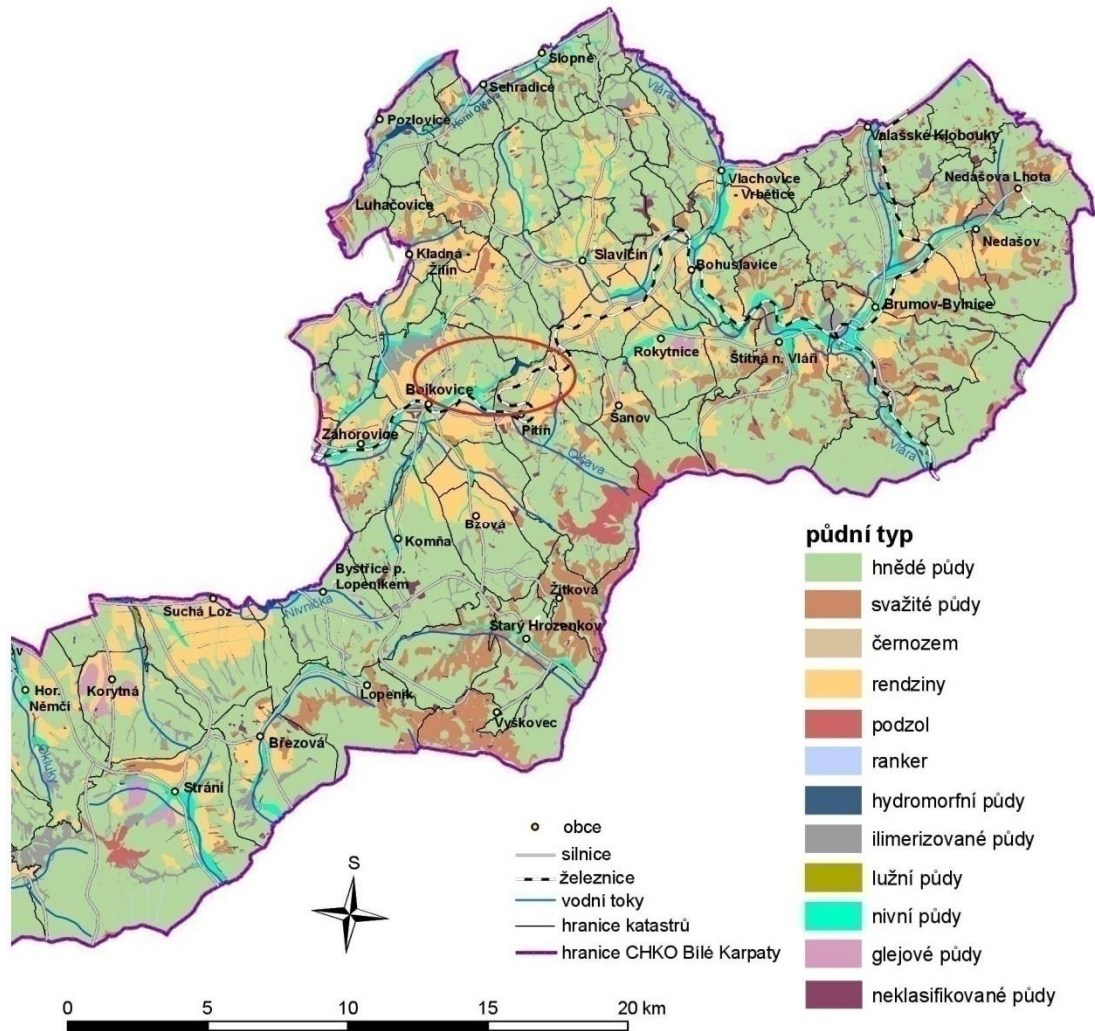 Slopné
Sehradice
Horní Olšava
Vlára
Pozlovice
Valašské Klobouky
Vlachovice
- Vrbětice
Nedašova Lhota
Luhačovice
Nedašov
Kladná -
Žilín
Slavičín
Bohuslavice
Brumov-Bylnice
Rokytnice
Štítná n. Vláří
Bojkovice
Šanov
Pitín
Záhorovice
Olšava
Vlára
Bzová
Komňa
Bystřice p.
Lopeníkem
Žítková
Suchá Loz
Nivnička
Starý Hrozenkov
Hor.
Němčí
Korytná
Lopeník
Vyškovec
Březová
Okluky
Strání
půdní typ
hnědé půdy
svažité půdy
černozem
rendziny
podzol
ranker
hydromorfní půdy
ilimerizované půdy
lužní půdy
nivní půdy
glejové půdy
neklasifikované půdy
obce
silnice
železnice
vodní toky
hranice katastrů
hranice CHKO Bílé Karpaty
S
0 5 10 15 20 km